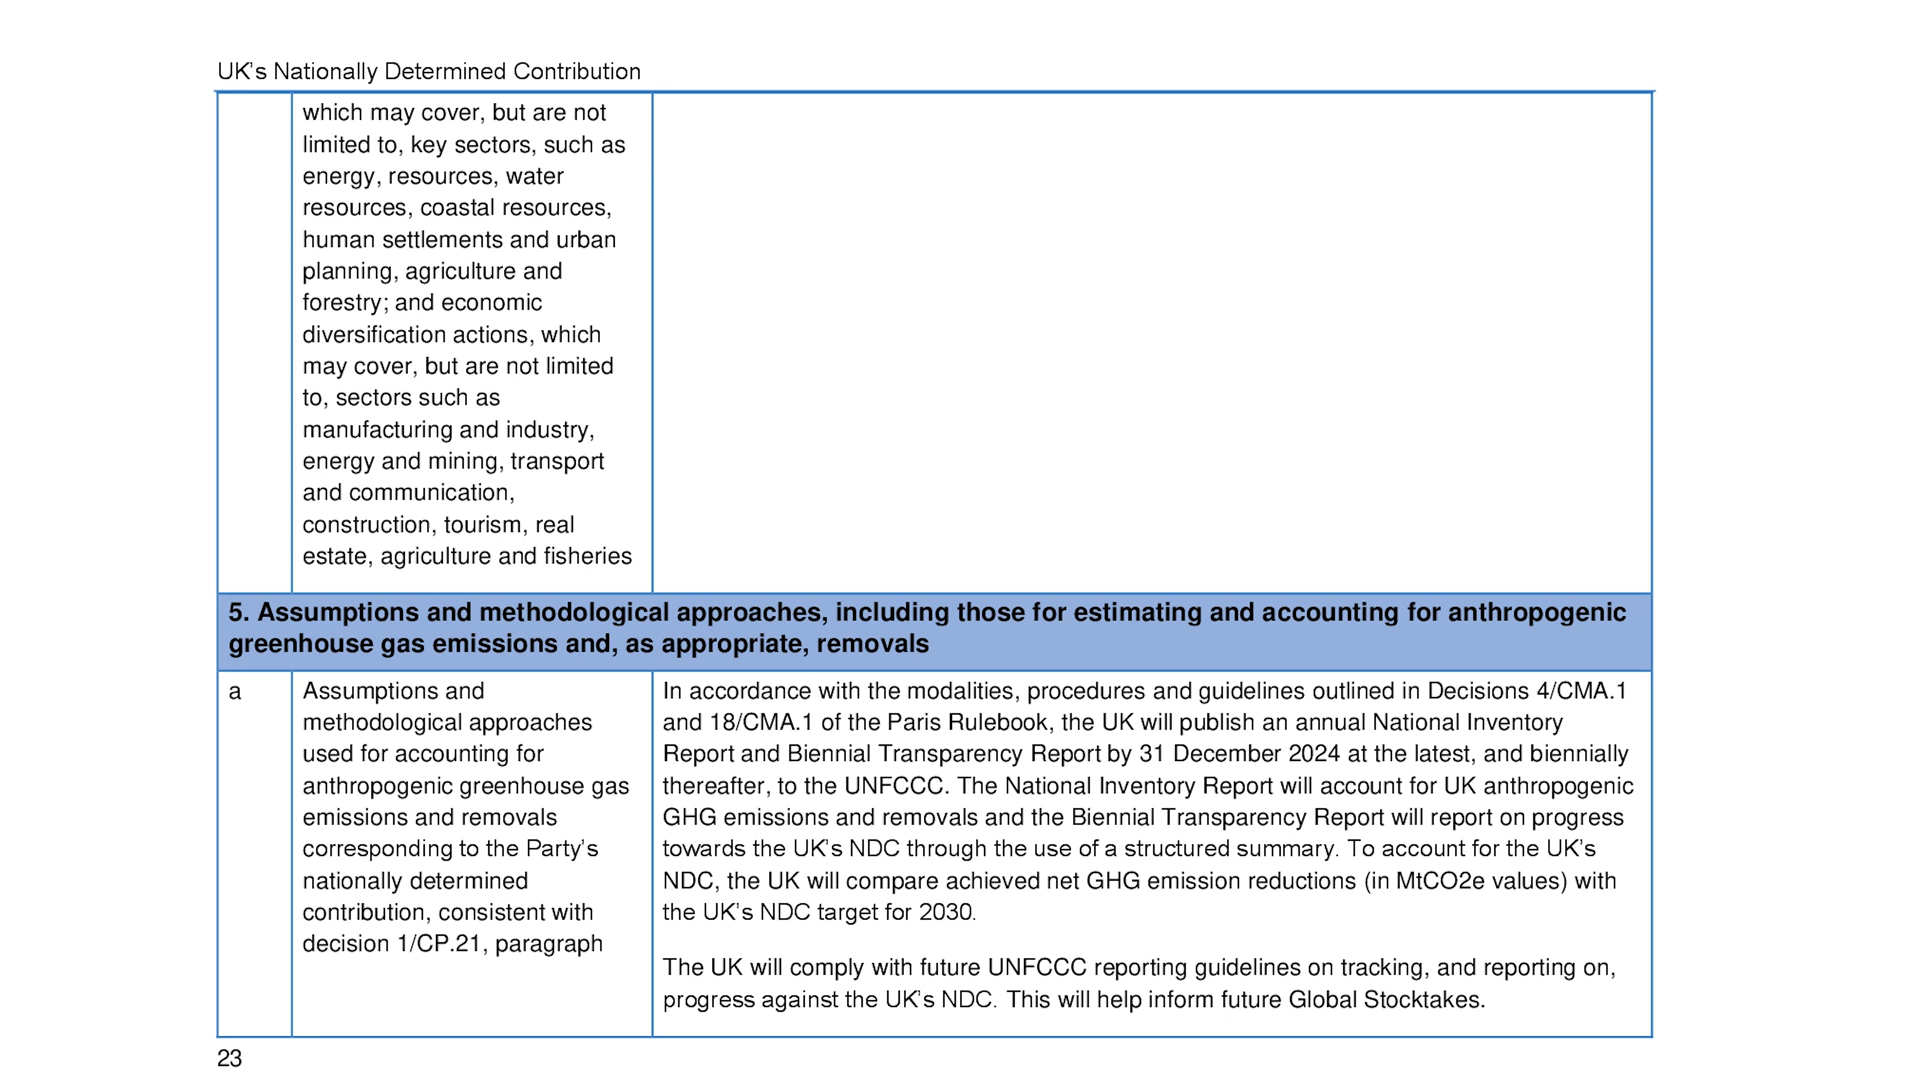 UK's Nationally Determined Contribution
which may cover, but are not
limited to, key sectors, such as
energy, resources, water
resources, coastal resources,
human settlements and urban
planning, agriculture and
forestry; and economic
diversification actions, which
may cover, but are not limited
to, sectors such as
manufacturing and industry,
energy and mining, transport
and communication,
construction, tourism, real
estate, agriculture and fisheries
5. Assumptions and methodological approaches, including those for estimating and accounting for anthropogenic
greenhouse gas emissions and, as appropriate, removals
a
Assumptions and
methodological approaches
used for accounting for
anthropogenic greenhouse gas
emissions and removals
corresponding to the Party's
nationally determined
contribution, consistent with
decision 1/CP.21, paragraph
In accordance with the modalities, procedures and guidelines outlined in Decisions 4/CMA.1
and 18/CMA.1 of the Paris Rulebook, the UK will publish an annual National Inventory
Report and Biennial Transparency Report by 31 December 2024 at the latest, and biennially
thereafter, to the UNFCCC. The National Inventory Report will account for UK anthropogenic
GHG emissions and removals and the Biennial Transparency Report will report on progress
towards the UK's NDC through the use of a structured summary. To account for the UK's
NDC, the UK will compare achieved net GHG emission reductions (in MtCO2e values) with
the UK's NDC target for 2030.
The UK will comply with future UNFCCC reporting guidelines on tracking, and reporting on,
progress against the UK's NDC. This will help inform future Global Stocktakes.
23